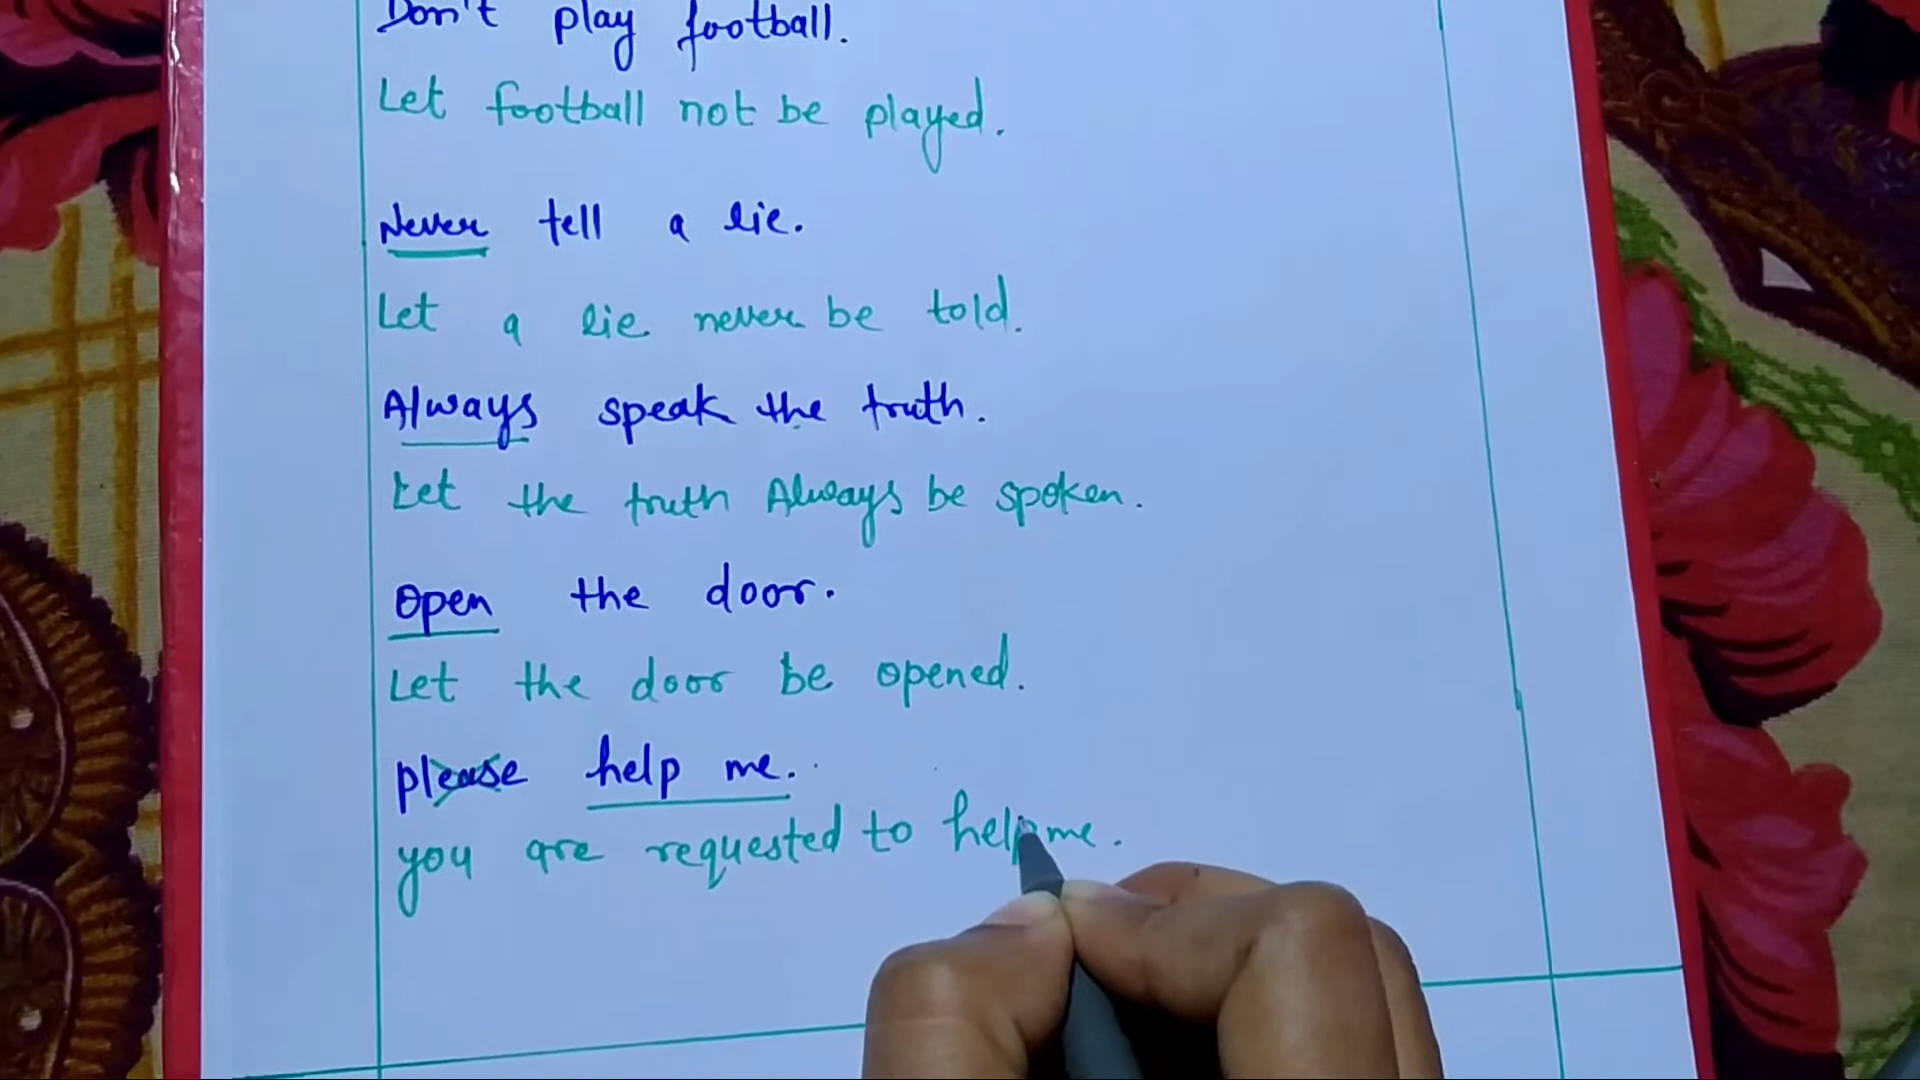 Don't play football.
Let football not be played.
Never tell a lie.
Let a lie never be told.
Always speak the truth.
Let the truth Always be spoken.
Open the door.
Let the door be opened.
please help me.
you are requested to help me.